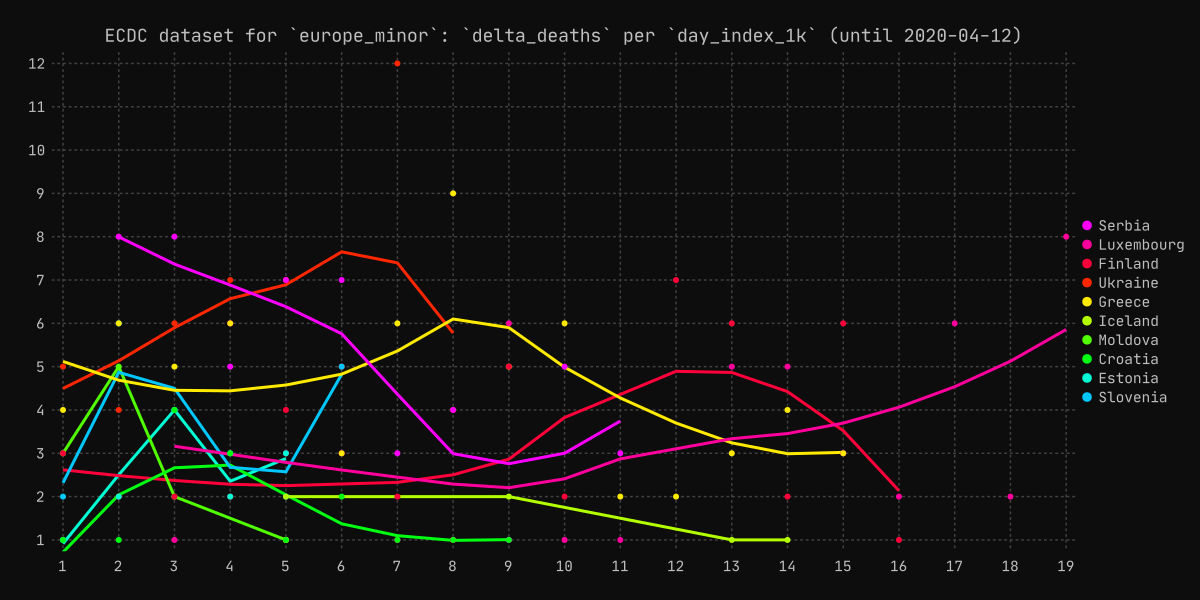 ECDC dataset for `europe_minor`: `delta_deaths` per `day_index_1k` (until 2020-04-12)
12
11
10
9
8
7
6
5
4
3
2
1
1 2 3 4 5 6 7 8 9 10 11 12 13 14 15 16 17 18 19
Serbia
Luxembourg
Finland
Ukraine
Greece
Iceland
Moldova
Croatia
Estonia
Slovenia